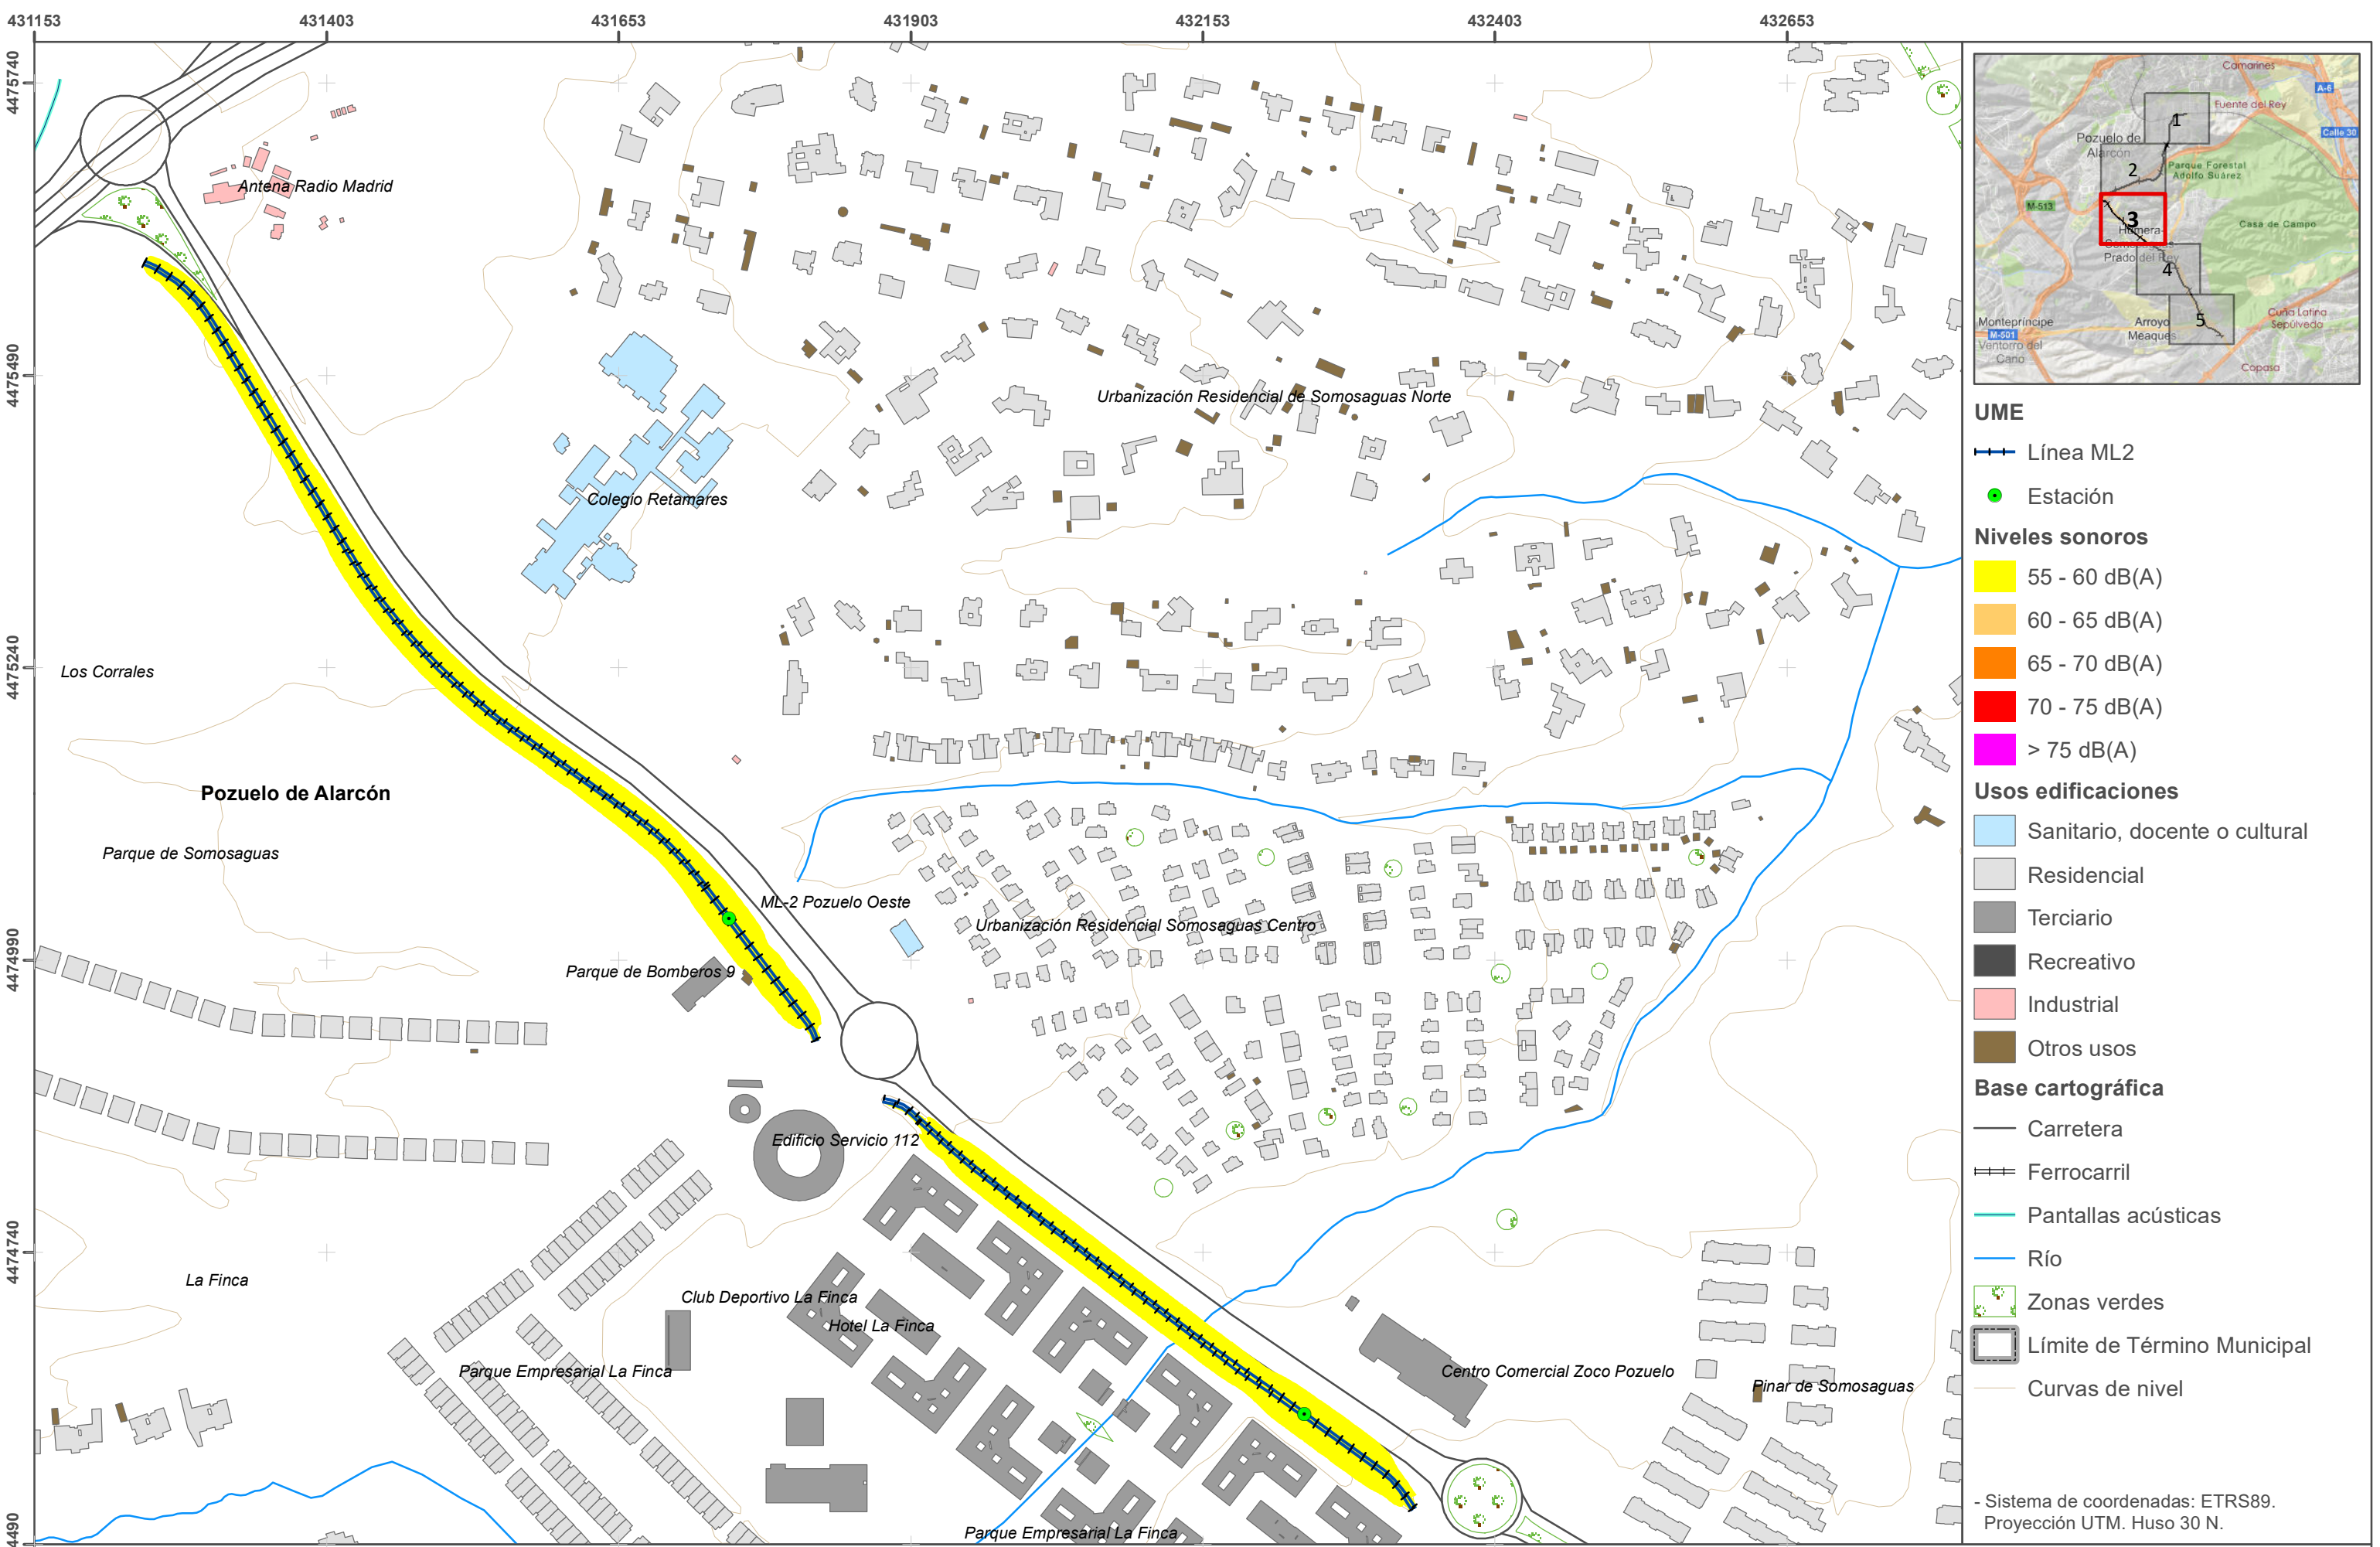 431153
431403
431653
431903
432153
432403
432653
4475740
4475490
4475240
4474990
4474740
4490
Antena Radio Madrid
Urbanización Residencial de Somosaguas Norte
Colegio Retamares
Los Corrales
Pozuelo de Alarcón
Parque de Somosaguas
ML-2 Pozuelo Oeste
Urbanización Residencial Somosaguas Centro
Parque de Bomberos 9
Edificio Servicio 112
La Finca
Club Deportivo La Finca
Hotel La Finca
Parque Empresarial La Finca
Centro Comercial Zoco Pozuelo
Pinar de Somosaguas
Parque Empresarial La Finca
Camarines
A-6
Fuente del Rey
1
Calle 30
Pozuelo de
Alarcón
2
Parque Forestal
Adolfo Suárez
M-513
3
Húmera-
Casa de Campo
Prado del Rey
4
Montepríncipe
M-501
Ventorro del
Cano
Arroyo
Meaques
5
Cuña Latina
Sepúlveda
Copasa
UME
Línea ML2
Estación
Niveles sonoros
55 - 60 dB(A)
60 - 65 dB(A)
65 - 70 dB(A)
70 - 75 dB(A)
> 75 dB(A)
Usos edificaciones
Sanitario, docente o cultural
Residencial
Terciario
Recreativo
Industrial
Otros usos
Base cartográfica
Carretera
Ferrocarril
Pantallas acústicas
Río
Zonas verdes
Límite de Término Municipal
Curvas de nivel
- Sistema de coordenadas: ETRS89.
Proyección UTM. Huso 30 N.